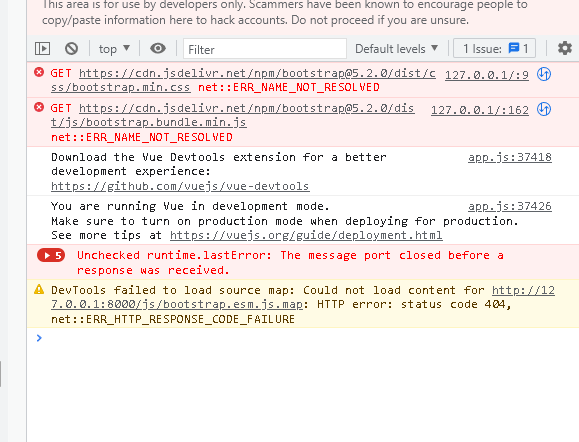 This area is for use by developers only. Scammers have been known to encourage people to
copy/paste information here to hack accounts. Do not proceed if you are unsure.
top ▼ Filter Default levels ▼ 1 Issue: 1
GET https://cdn.jsdelivr.net/npm/bootstrap@5.2.0/dist/c 127.0.0.1/:9
ss/bootstrap.min.css net::ERR_NAME_NOT_RESOLVED
GET https://cdn.jsdelivr.net/npm/bootstrap@5.2.0/dis 127.0.0.1/:162
t/js/bootstrap.bundle.min.js
net::ERR_NAME_NOT_RESOLVED
Download the Vue Devtools extension for a better app.js:37418
development experience:
https://github.com/vuejs/vue-devtools
You are running Vue in development mode. app.js:37426
Make sure to turn on production mode when deploying for production.
See more tips at https://vuejs.org/guide/deployment.html
5 Unchecked runtime.lastError: The message port closed before a
response was received.
DevTools failed to load source map: Could not load content for http://12
7.0.0.1:8000/js/bootstrap.esm.js.map: HTTP error: status code 404,
net::ERR_HTTP_RESPONSE_CODE_FAILURE